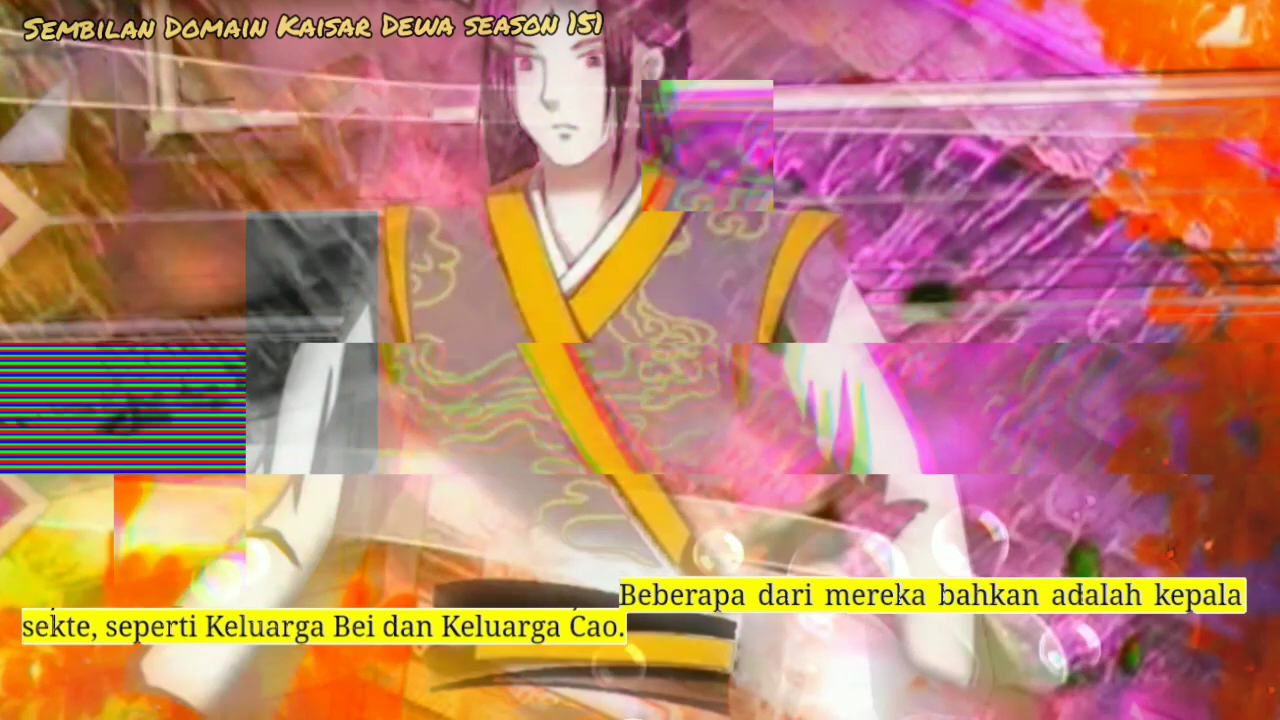 Sembilan Domain Kaisar Dewa season 151
Beberapa dari mereka bahkan adalah kepala
sekte, seperti Keluarga Bei dan Keluarga Cao.